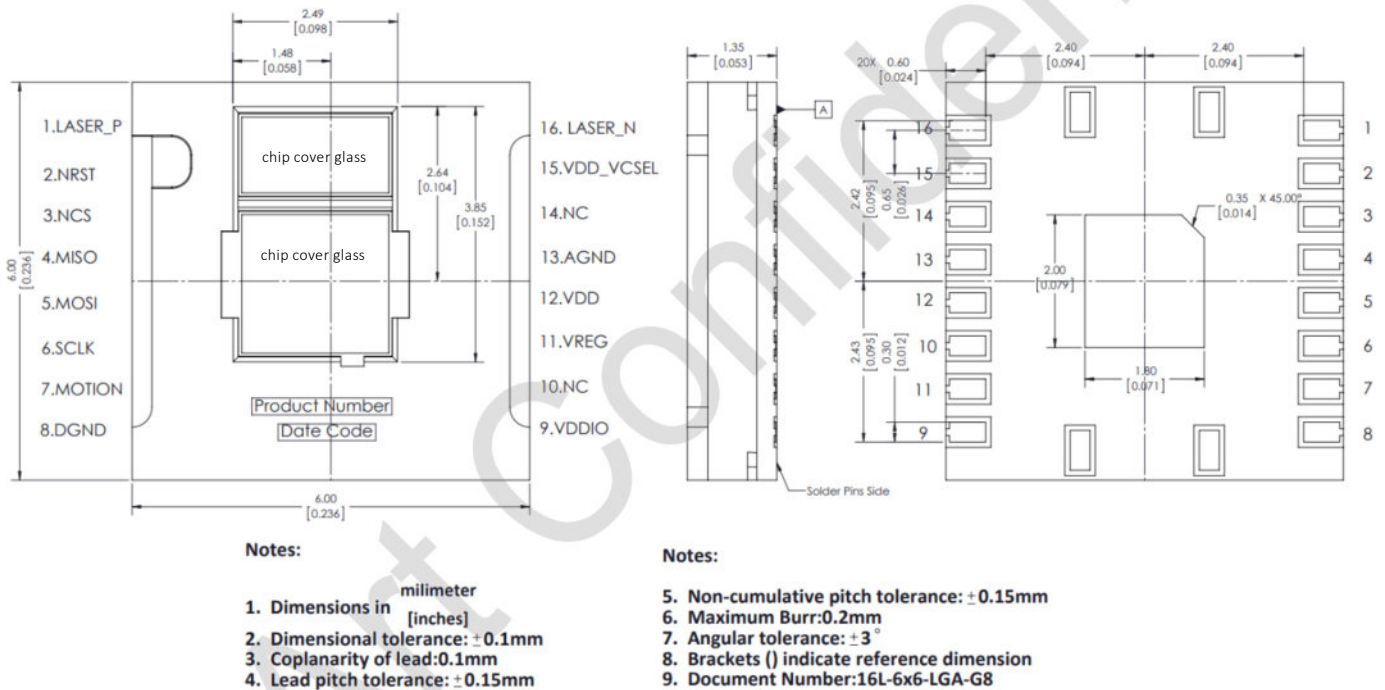 2.49
[0.098]
1.48
[0.058]
1.LASER_P
2.NRST
3.NCS
4.MISO
5.MOSI
6.SCLK
7.MOTION
8.DGND
6.00
[0.236]
chip cover glass
chip cover glass
2.64
[0.104]
3.85
[0.152]
Product Number
Date Code
16. LASER_N
15.VDD_VCSEL
14.NC
13.AGND
12.VDD
11.VREG
10.NC
9.VDDIO
6.00
[0.236]
1.35
[0.053]
A
Solder Pins Side
20X 0.60
[0.024]
2.40
[0.094]
2.40
[0.094]
2.42
[0.095]
0.65
[0.026]
2.43
[0.095]
0.30
[0.012]
16
15
14
13
12
10
11
9
0.35 X 45.00°
[0.014]
2.00
[0.079]
1.80
[0.071]
1
2
3
4
5
6
7
8
Notes:
1. Dimensions in milimeter
[inches]
2. Dimensional tolerance: ±0.1mm
3. Coplanarity of lead:0.1mm
4. Lead pitch tolerance: ±0.15mm
Notes:
5. Non-cumulative pitch tolerance: ±0.15mm
6. Maximum Burr:0.2mm
7. Angular tolerance: ±3°
8. Brackets () indicate reference dimension
9. Document Number:16L-6x6-LGA-G8
Art Confiden